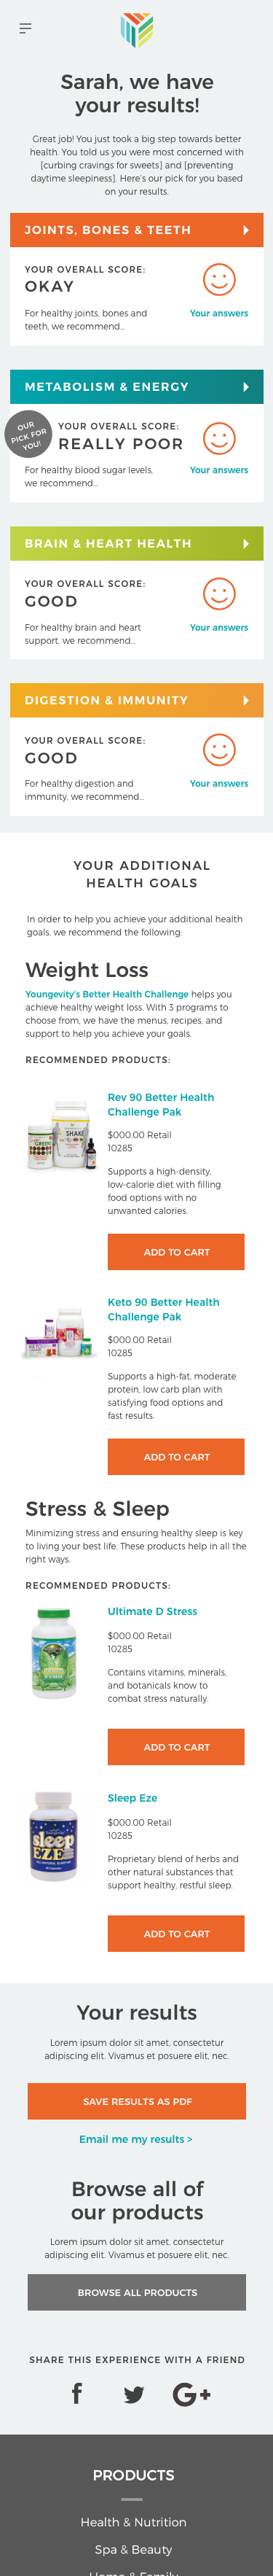 Sarah, we have
your results!
Great job! You just took a big step towards better
health. You told us you were most concerned with
[curbing cravings for sweets] and [preventing
daytime sleepiness]. Here's our pick for you based
on your results.
JOINTS, BONES & TEETH
YOUR OVERALL SCORE:
OKAY
For healthy joints, bones and
teeth, we recommend...
Your answers
METABOLISM & ENERGY
OUR
PICK FOR
YOU!
YOUR OVERALL SCORE:
REALLY POOR
For healthy blood sugar levels,
we recommend...
Your answers
BRAIN & HEART HEALTH
YOUR OVERALL SCORE:
GOOD
For healthy brain and heart
support, we recommend...
Your answers
DIGESTION & IMMUNITY
YOUR OVERALL SCORE:
GOOD
For healthy digestion and
immunity, we recommend...
Your answers
YOUR ADDITIONAL
HEALTH GOALS
In order to help you achieve your additional health
goals, we recommend the following:
Weight Loss
Youngevity's Better Health Challenge helps you
achieve healthy weight loss. With 3 programs to
choose from, we have the menus, recipes, and
support to help you achieve your goals.
RECOMMENDED PRODUCTS:
Rev 90 Better Health
Challenge Pak
$000.00 Retail
10285
Supports a high-density,
low-calorie diet with filling
food options with no
unwanted calories.
SHAKE
ADD TO CART
Keto 90 Better Health
Challenge Pak
$000.00 Retail
10285
Supports a high-fat, moderate
protein, low carb plan with
satisfying food options and
fast results.
ADD TO CART
Stress & Sleep
Minimizing stress and ensuring healthy sleep is key
to living your best life. These products help in all the
right ways.
RECOMMENDED PRODUCTS:
Ultimate D Stress
$000.00 Retail
10285
Contains vitamins, minerals,
and botanicals know to
combat stress naturally.
ADD TO CART
Sleep Eze
$000.00 Retail
10285
Proprietary blend of herbs and
other natural substances that
support healthy, restful sleep.
sleep
EZE
ADD TO CART
Your results
Lorem ipsum dolor sit amet, consectetur
adipiscing elit. Vivamus et posuere elit, nec.
SAVE RESULTS AS PDF
Email me my results >
Browse all of
our products
Lorem ipsum dolor sit amet, consectetur
adipiscing elit. Vivamus et posuere elit, nec.
BROWSE ALL PRODUCTS
SHARE THIS EXPERIENCE WITH A FRIEND
f
G+
PRODUCTS
Health & Nutrition
Spa & Beauty
Home & Family